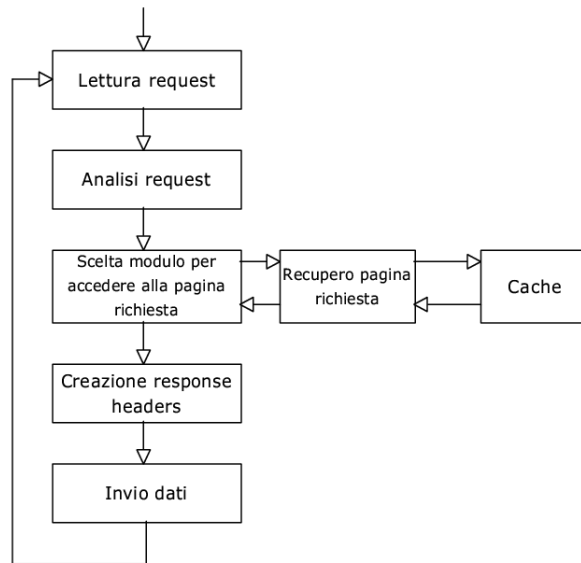 Lettura request
Analisi request
Scelta modulo per
accedere alla pagina
richiesta
Recupero pagina
richiesta
Cache
Creazione response
headers
Invio dati